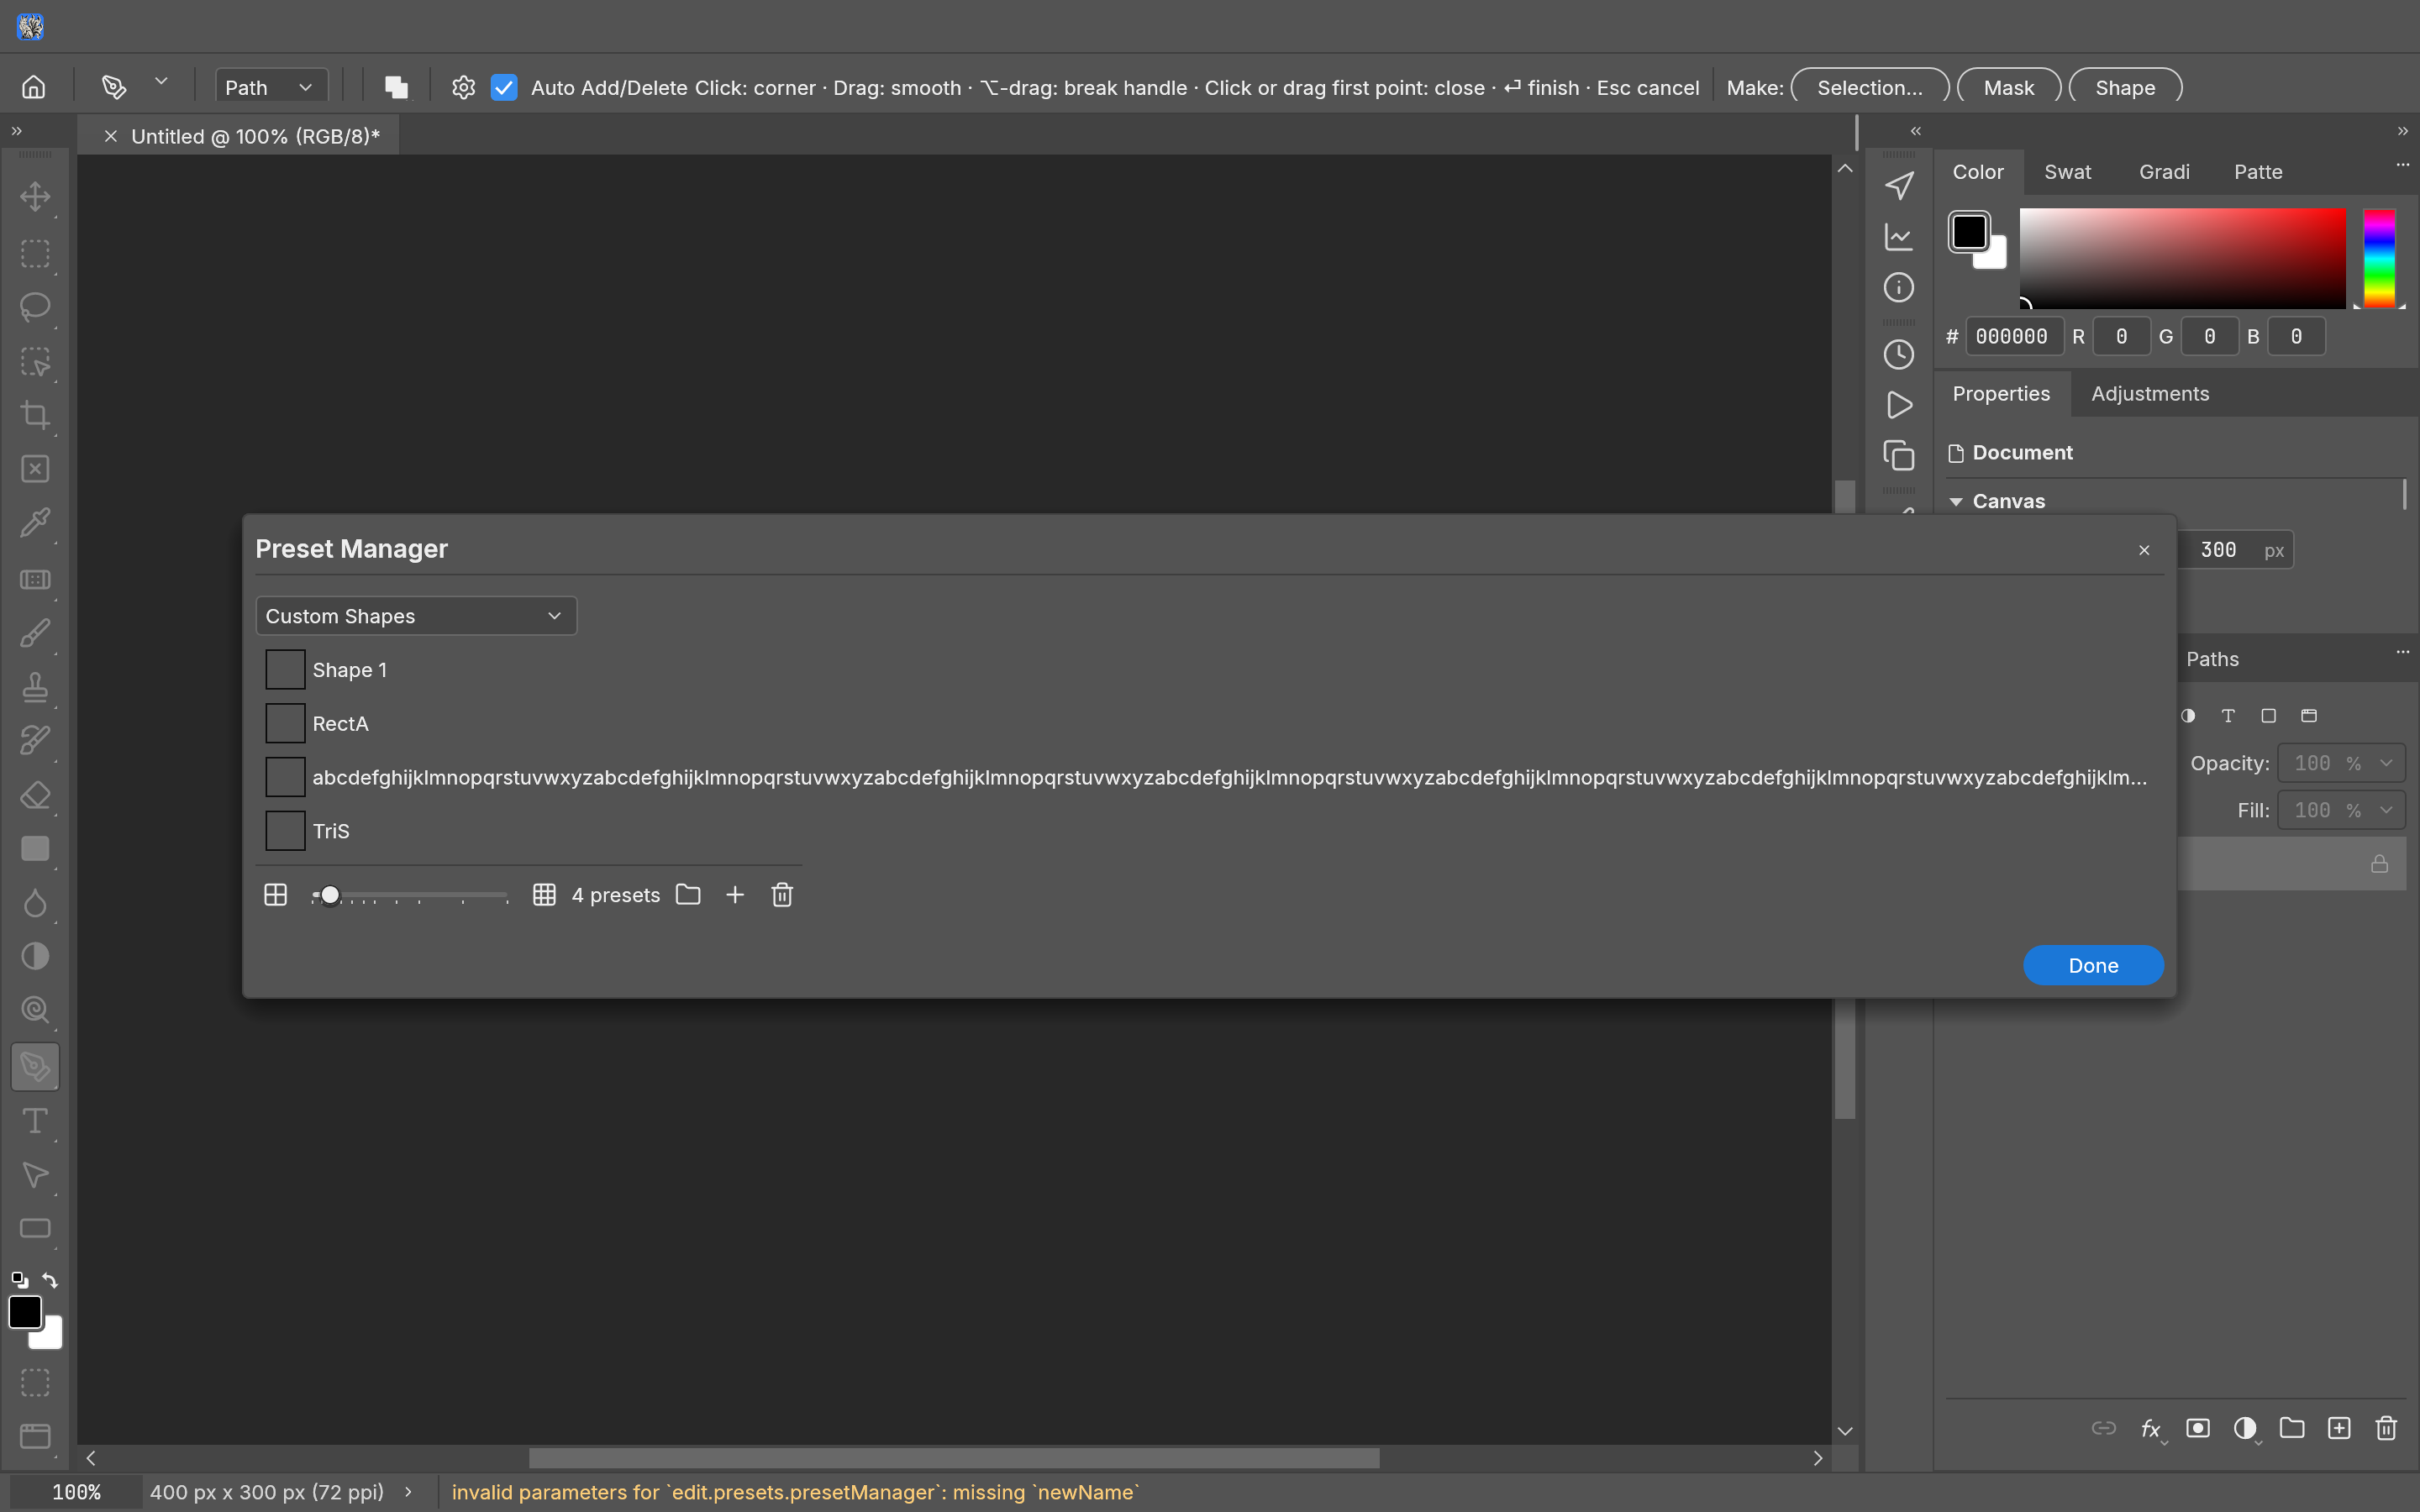 Path
Auto Add/Delete Click: corner · Drag: smooth · ⌥-drag: break handle · Click or drag first point: close · ⏎ finish · Esc cancel
Make: Selection... Mask Shape
Untitled @ 100% (RGB/8)*
Color Swat Gradi Patte
# 000000 R 0 G 0 B 0
Properties Adjustments
Document
Canvas
300 px
Preset Manager
Custom Shapes
Shape 1
RectA
abcdefghijklmnopqrstuvwxyzabcdefghijklmnopqrstuvwxyzabcdefghijklmnopqrstuvwxyzabcdefghijklmnopqrstuvwxyzabcdefghijklmnopqrstuvwxyzabcdefghijklmnopqrstuvwxyzabcdefghijklm...
TriS
4 presets
Done
Paths
Opacity: 100 %
Fill: 100 %
fx
100% 400 px x 300 px (72 ppi)
invalid parameters for `edit.presets.presetManager`: missing `newName`